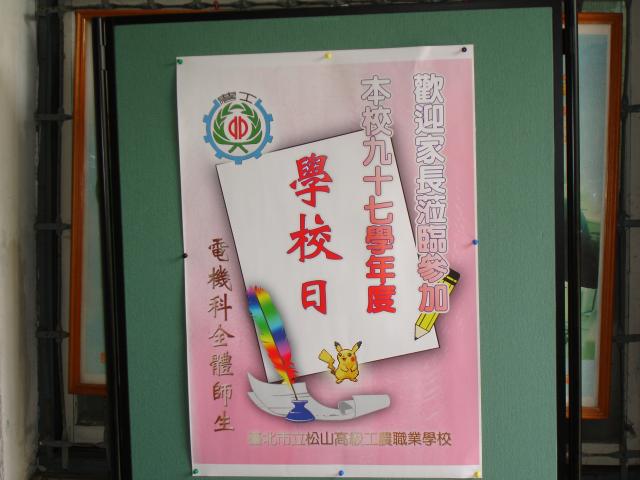 歡迎家長蒞臨參加
本校九十七學年度
學校日
電機科全體師生
臺北市立松山高級工農職業學校
農工